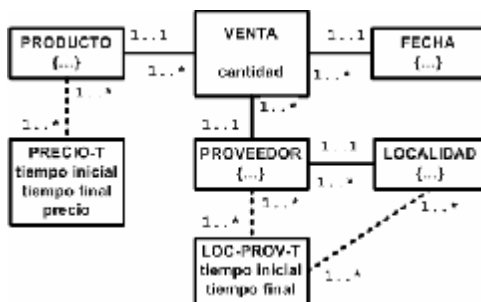 PRODUCTO
{...}
1..1
1..*
VENTA
cantidad
1..1
1..*
FECHA
{...}
1..*
1..*
PRECIO-T
tiempo inicial
tiempo final
precio
1..*
1..1
PROVEEDOR
{...}
1..1
1..*
LOCALIDAD
{...}
1..*
1..*
1..*
LOC-PROV-T
tiempo inicial
tiempo final
1..*